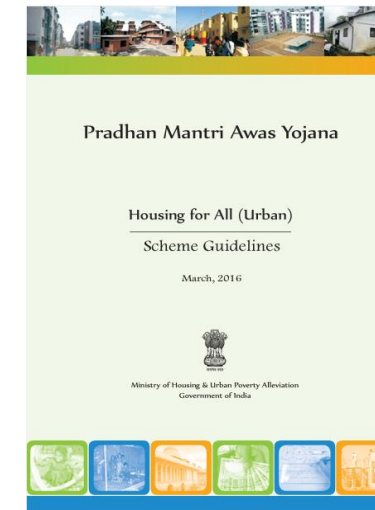 Pradhan Mantri Awas Yojana
Housing for All (Urban)
Scheme Guidelines
March, 2016
Ministry of Housing & Urban Poverty Alleviation
Government of India